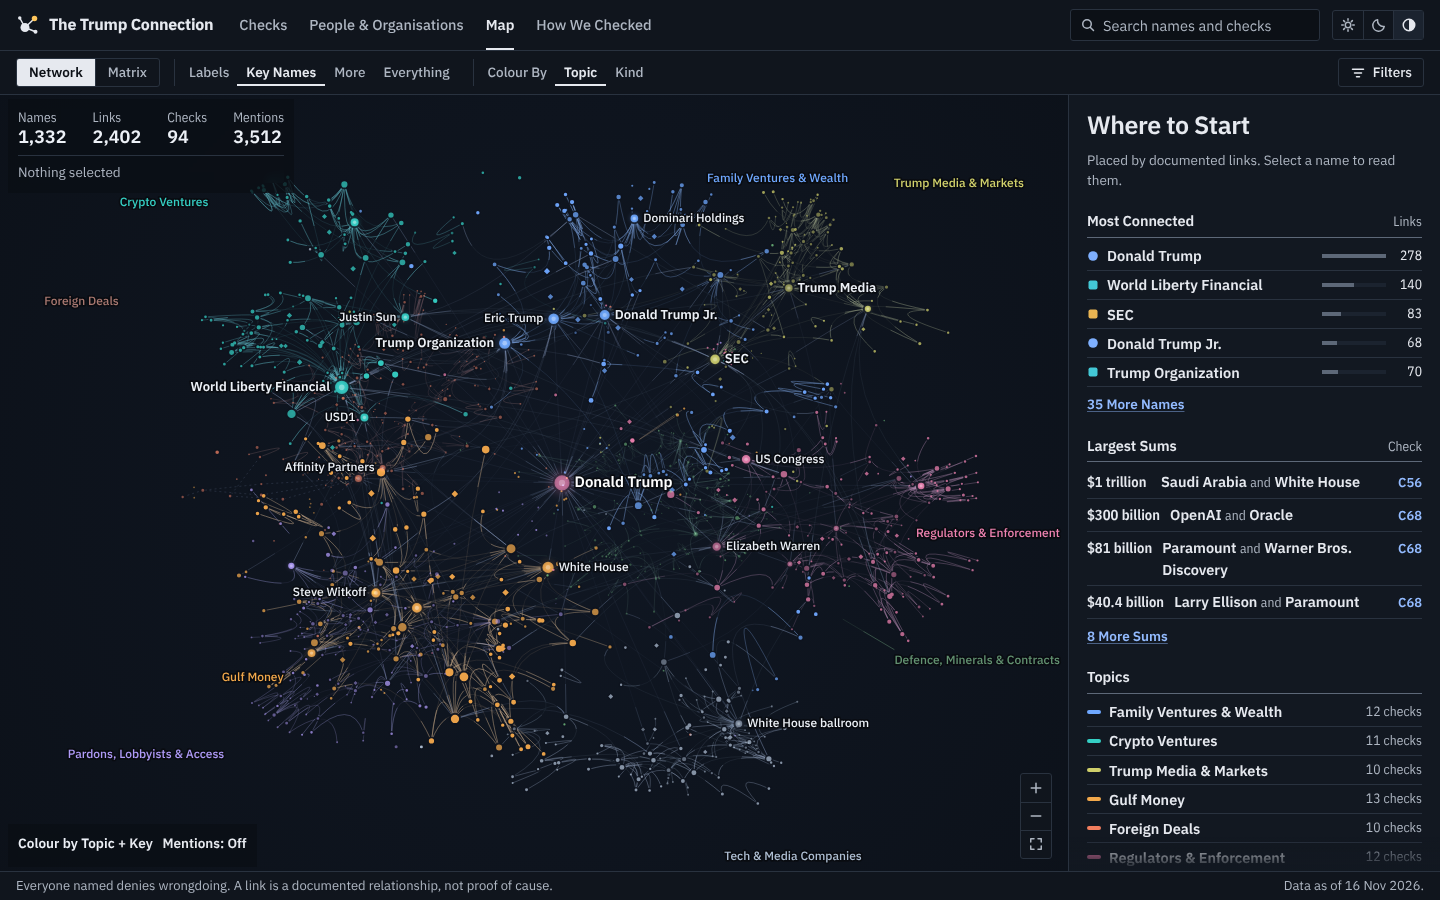 The Trump Connection
Checks
People & Organisations
Map
How We Checked
Search names and checks
Network
Matrix
Labels
Key Names
More
Everything
Colour By
Topic
Kind
Filters
Names
Links
Checks
Mentions
1,332
2,402
94
3,512
Nothing selected
Family Ventures & Wealth
Trump Media & Markets
Crypto Ventures
Dominari Holdings
Foreign Deals
Trump Media
Justin Sun
Eric Trump
Donald Trump Jr.
Trump Organization
SEC
World Liberty Financial
USD1
US Congress
Affinity Partners
Donald Trump
Regulators & Enforcement
Elizabeth Warren
White House
Steve Witkoff
Defence, Minerals & Contracts
Gulf Money
White House ballroom
Pardons, Lobbyists & Access
Colour by Topic + Key
Mentions: Off
Tech & Media Companies
Where to Start
Placed by documented links. Select a name to read
them.
Most Connected
Links
Donald Trump
278
World Liberty Financial
140
SEC
83
Donald Trump Jr.
68
Trump Organization
70
35 More Names
Largest Sums
Check
$1 trillion Saudi Arabia and White House C56
$300 billion OpenAI and Oracle C68
$81 billion Paramount and Warner Bros. C68
Discovery
$40.4 billion Larry Ellison and Paramount C68
8 More Sums
Topics
Family Ventures & Wealth 12 checks
Crypto Ventures 11 checks
Trump Media & Markets 10 checks
Gulf Money 13 checks
Foreign Deals 10 checks
Regulators & Enforcement 12 checks
Everyone named denies wrongdoing. A link is a documented relationship, not proof of cause.
Data as of 16 Nov 2026.